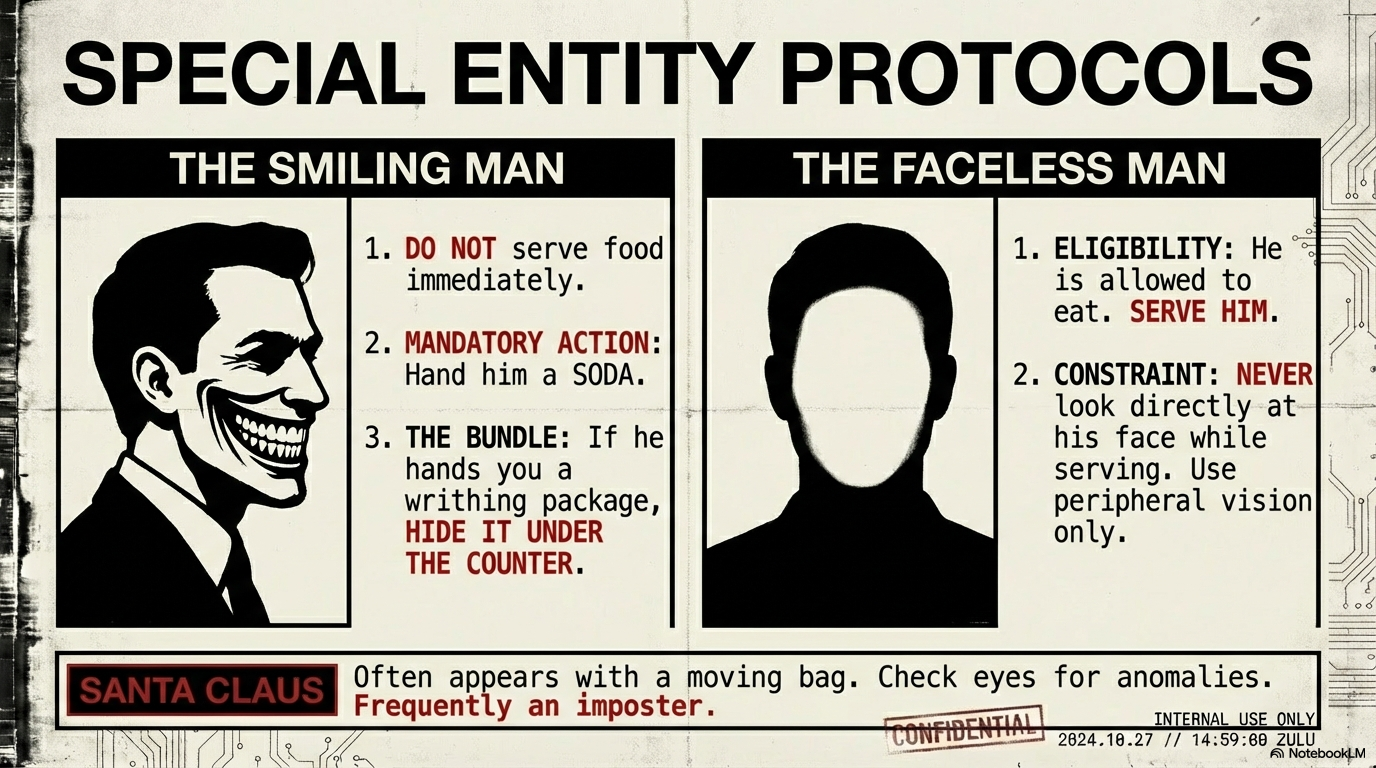 SPECIAL ENTITY PROTOCOLS
THE SMILING MAN
1. DO NOT serve food
immediately.
2. MANDATORY ACTION:
Hand him a SODA.
3. THE BUNDLE: If he
hands you a
writhing package,
HIDE IT UNDER
THE COUNTER.
THE FACELESS MAN
1. ELIGIBILITY: He
is allowed to
eat. SERVE HIM.
2. CONSTRAINT: NEVER
look directly at
his face while
serving. Use
peripheral vision
only.
SANTA CLAUS
Often appears with a moving bag. Check eyes for anomalies.
Frequently an imposter.
CONFIDENTIAL
INTERNAL USE ONLY
2024.10.27 // 14:59:00 ZULU
NotebookLM